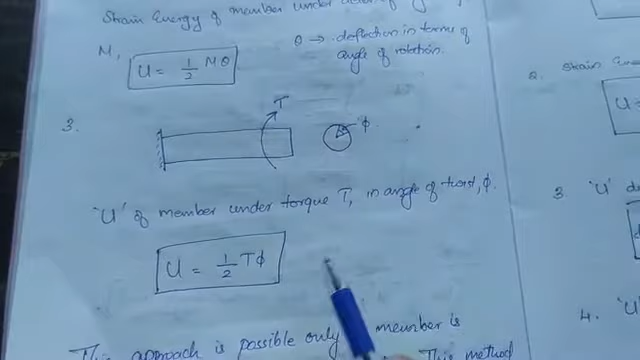 Strain Energy of member under
M,
U = 1/2 Mθ
θ → deflection in terms of
angle of rotation.
3.
T
ϕ
'U' of member under torque T, in angle of twist, ϕ.
U = 1/2 Tϕ
This approach is possible only member is
This method
2. Strain
U =
3 'U'
4. 'U'